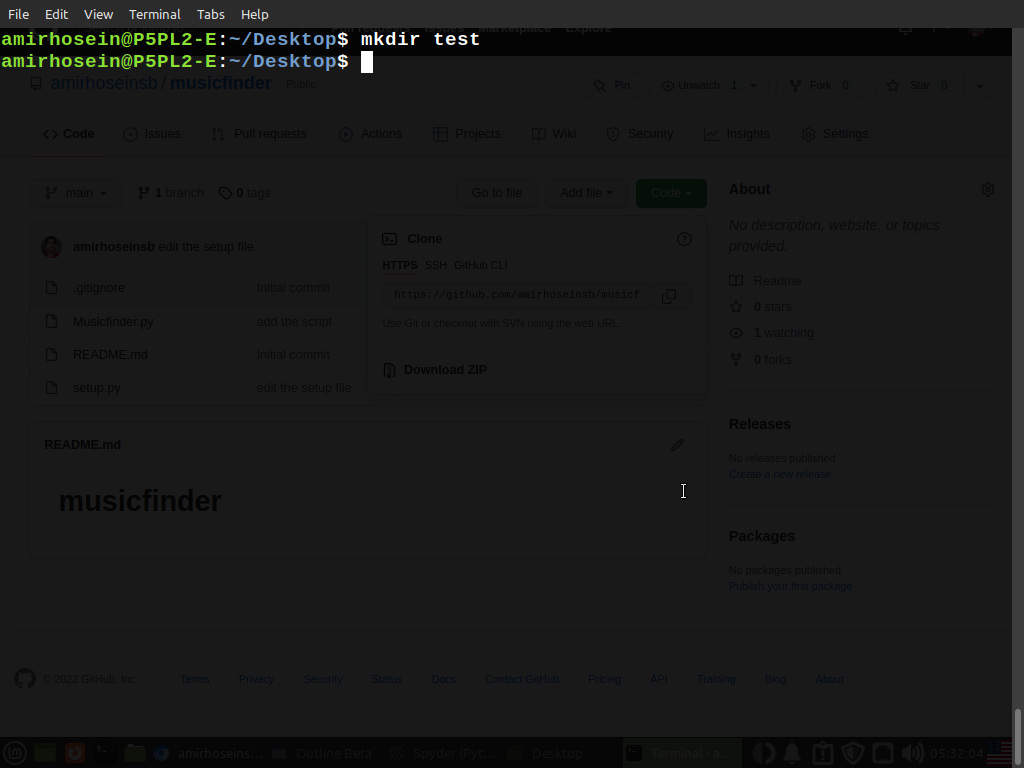 File Edit View Terminal Tabs Help
Marketplace Explore
amirhosein@P5PL2-E:~/Desktop$ mkdir test
amirhosein@P5PL2-E:~/Desktop$
amirhoseinsb / musicfinder Public
Pin Unwatch 1 Fork 0 Star 0
Code Issues Pull requests Actions Projects Wiki Security Insights Settings
main 1 branch 0 tags Go to file Add file Code
About
No description, website, or topics
provided.
Readme
0 stars
1 watching
0 forks
amirhoseinsb edit the setup file
.gitignore Initial commit
Musicfinder.py add the script
README.md Initial commit
setup.py edit the setup file
Clone
HTTPS SSH GitHub CLI
https://github.com/amirhoseinsb/musicf
Use Git or checkout with SVN using the web URL.
Download ZIP
Releases
No releases published
Create a new release
README.md
musicfinder
Packages
No packages published
Publish your first package
© 2022 GitHub, Inc. Terms Privacy Security Status Docs Contact GitHub Pricing API Training Blog About
amirhoseins... Outline Beta Spyder (Pyt... Desktop Terminal - a... 05:32:04